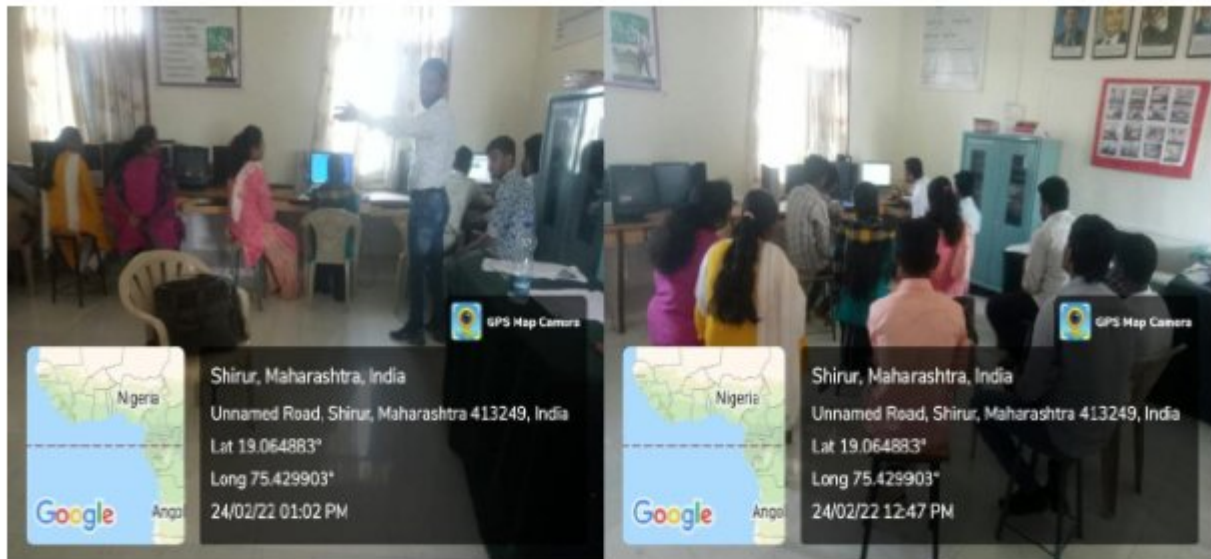 GPS Map Camera
Nigeria
Angol
Google
Shirur, Maharashtra, India
Unnamed Road, Shirur, Maharashtra 413249, India
Lat 19.064883°
Long 75.429903°
24/02/22 01:02 PM
GPS Map Camera
Nigeria
Angol
Google
Shirur, Maharashtra, India
Unnamed Road, Shirur, Maharashtra 413249, India
Lat 19.064883°
Long 75.429903°
24/02/22 12:47 PM